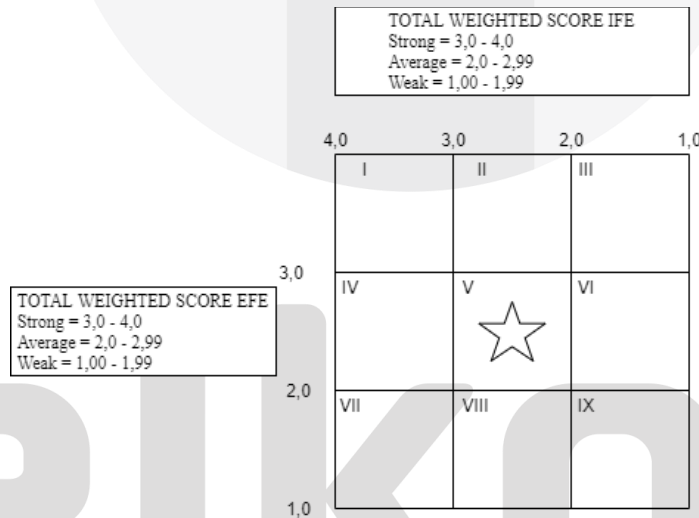 TOTAL WEIGHTED SCORE IFE
Strong = 3,0 - 4,0
Average = 2,0 - 2,99
Weak = 1,00 - 1,99
4,0 3,0 2,0 1,0
I II III
3,0
IV V VI
TOTAL WEIGHTED SCORE EFE
Strong = 3,0 - 4,0
Average = 2,0 - 2,99
Weak = 1,00 - 1,99
2,0
VII VIII IX
1,0